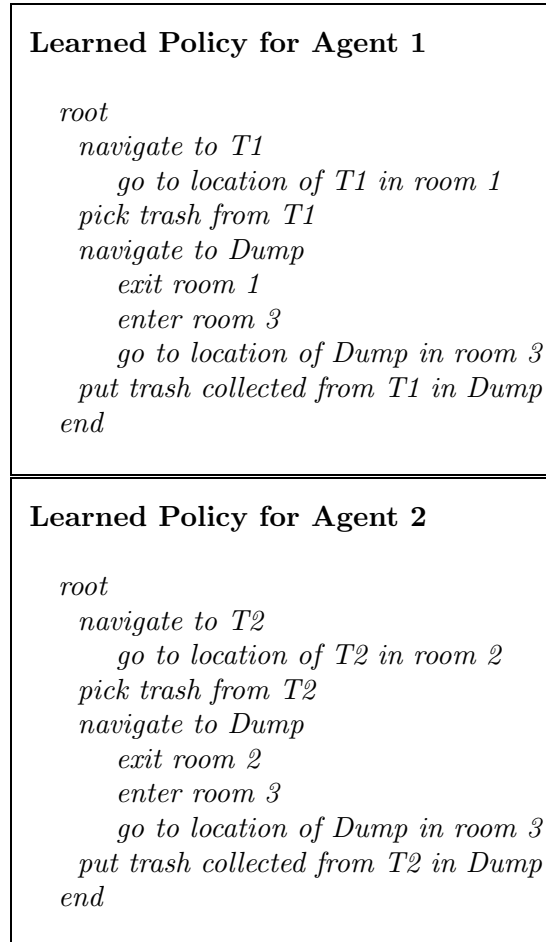 Learned Policy for Agent 1
root
navigate to T1
go to location of T1 in room 1
pick trash from T1
navigate to Dump
exit room 1
enter room 3
go to location of Dump in room 3
put trash collected from T1 in Dump
end
Learned Policy for Agent 2
root
navigate to T2
go to location of T2 in room 2
pick trash from T2
navigate to Dump
exit room 2
enter room 3
go to location of Dump in room 3
put trash collected from T2 in Dump
end